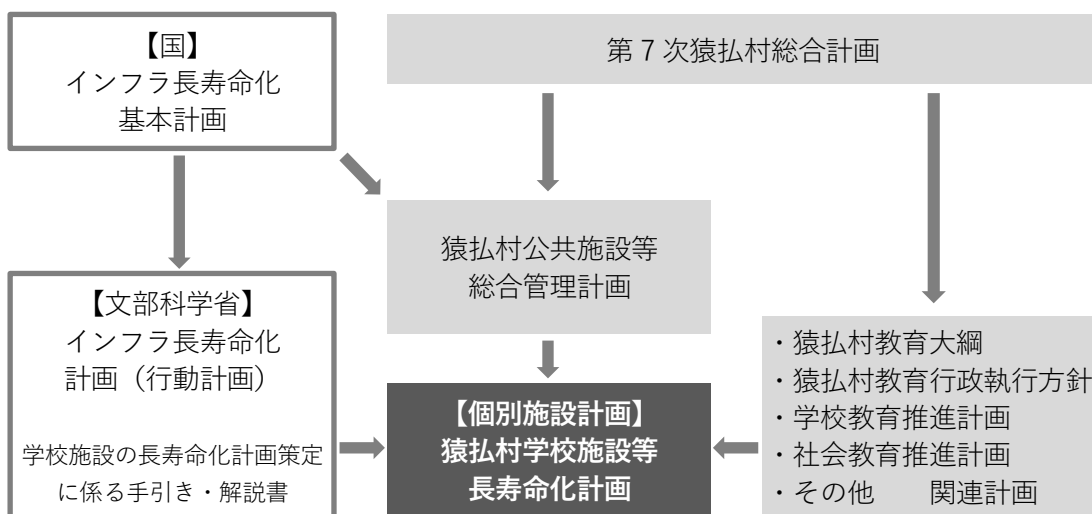 【国】
インフラ長寿命化
基本計画
第7次猿払村総合計画
猿払村公共施設等
総合管理計画
【文部科学省】
インフラ長寿命化
計画（行動計画）
学校施設の長寿命化計画策定
に係る手引き・解説書
【個別施設計画】
猿払村学校施設等
長寿命化計画
・猿払村教育大綱
・猿払村教育行政執行方針
・学校教育推進計画
・社会教育推進計画
・その他　　関連計画